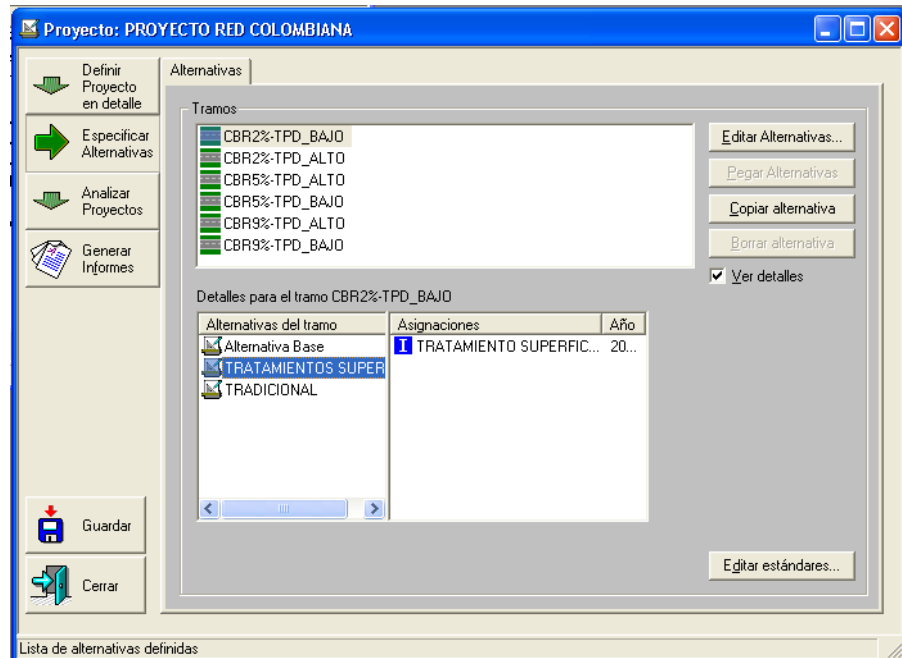 Proyecto: PROYECTO RED COLOMBIANA
Definir
Proyecto
en detalle
Especificar
Alternativas
Analizar
Proyectos
Generar
Informes
Guardar
Cerrar
Alternativas
Tramos
CBR2%-TPD_BAJO
CBR2%-TPD_ALTO
CBR5%-TPD_ALTO
CBR5%-TPD_BAJO
CBR9%-TPD_ALTO
CBR9%-TPD_BAJO
Editar Alternativas...
Pegar Alternativas
Copiar alternativa
Borrar alternativa
Ver detalles
Detalles para el tramo CBR2%-TPD_BAJO
Alternativas del tramo
Alternativa Base
TRATAMIENTOS SUPER
TRADICIONAL
Asignaciones Año
I TRATAMIENTO SUPERFIC... 20...
Editar estándares...
Lista de alternativas definidas